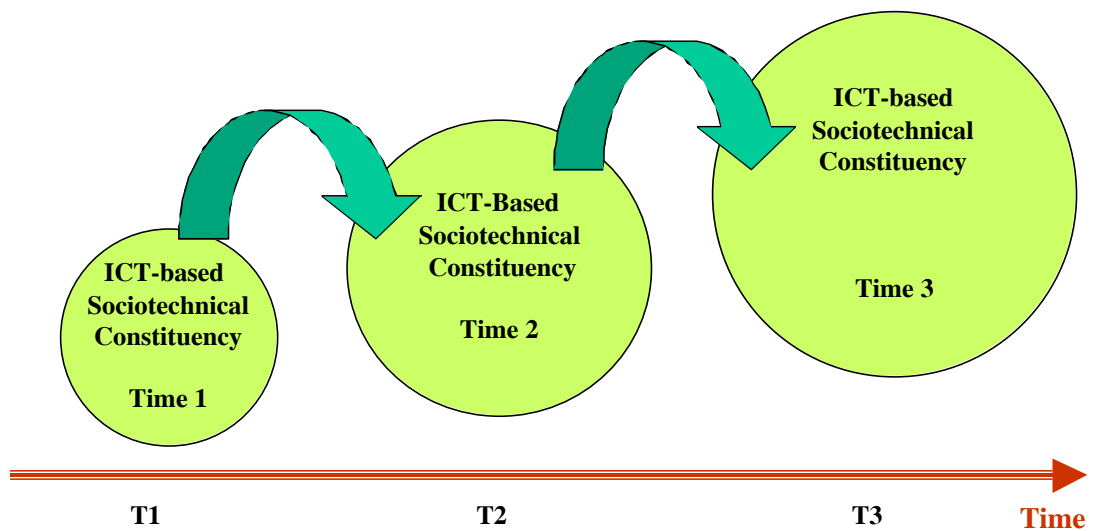 ICT-based
Sociotechnical
Constituency
Time 1
ICT-Based
Sociotechnical
Constituency
Time 2
ICT-based
Sociotechnical
Constituency
Time 3
T1
T2
T3
Time